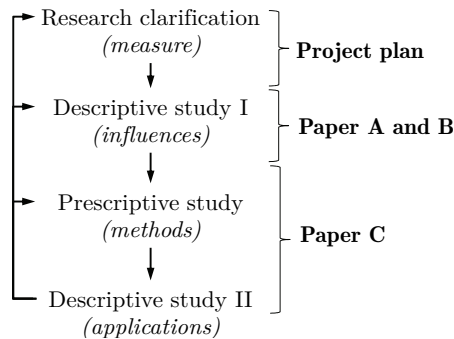 Research clarification
(measure)
Project plan
Descriptive study I
(influences)
Paper A and B
Prescriptive study
(methods)
Paper C
Descriptive study II
(applications)